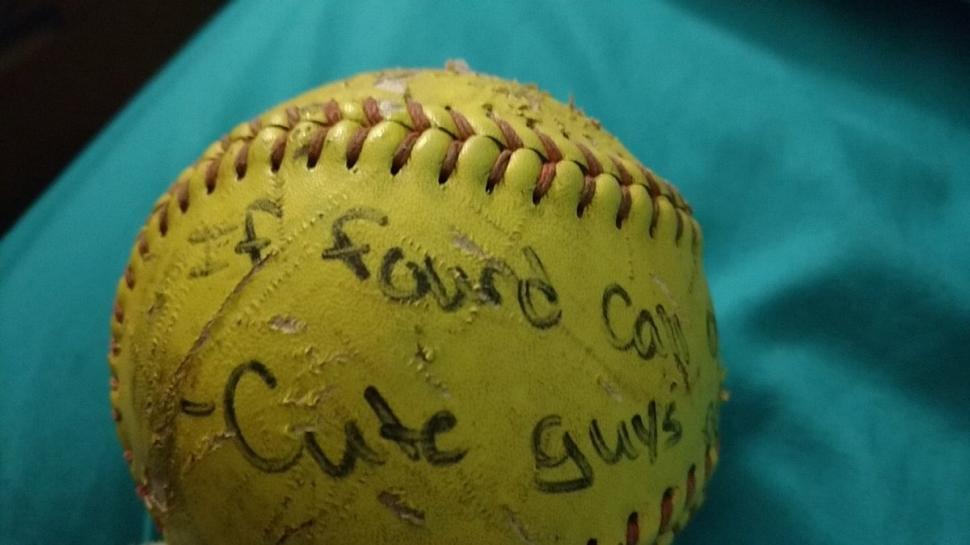 If found Call
-Cute guys